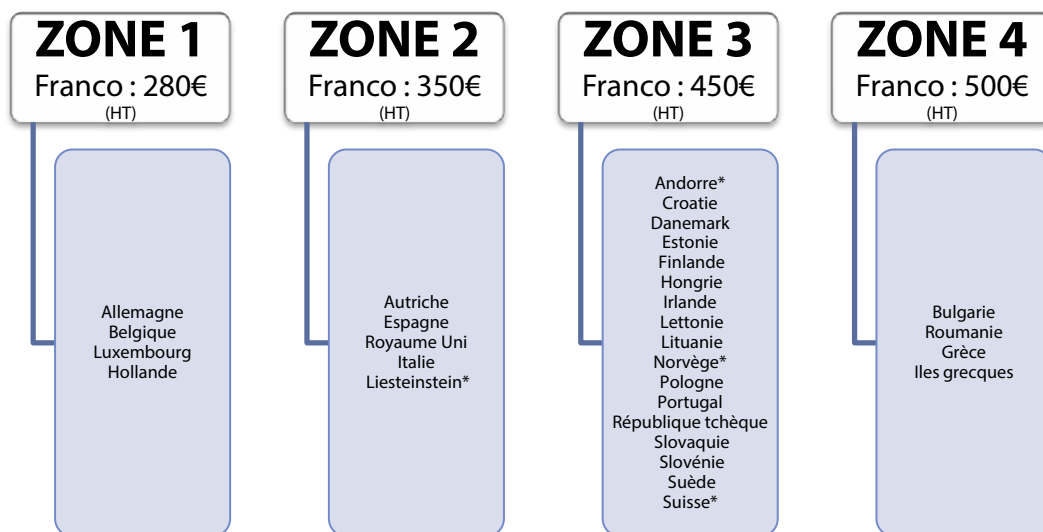 ZONE 1
Franco : 280€
(HT)
Allemagne
Belgique
Luxembourg
Hollande
ZONE 2
Franco : 350€
(HT)
Autriche
Espagne
Royaume Uni
Italie
Liesteinstein*
ZONE 3
Franco : 450€
(HT)
Andorre*
Croatie
Danemark
Estonie
Finlande
Hongrie
Irlande
Lettonie
Lituanie
Norvège*
Pologne
Portugal
République tchèque
Slovaquie
Slovénie
Suède
Suisse*
ZONE 4
Franco : 500€
(HT)
Bulgarie
Roumanie
Grèce
Iles grecques